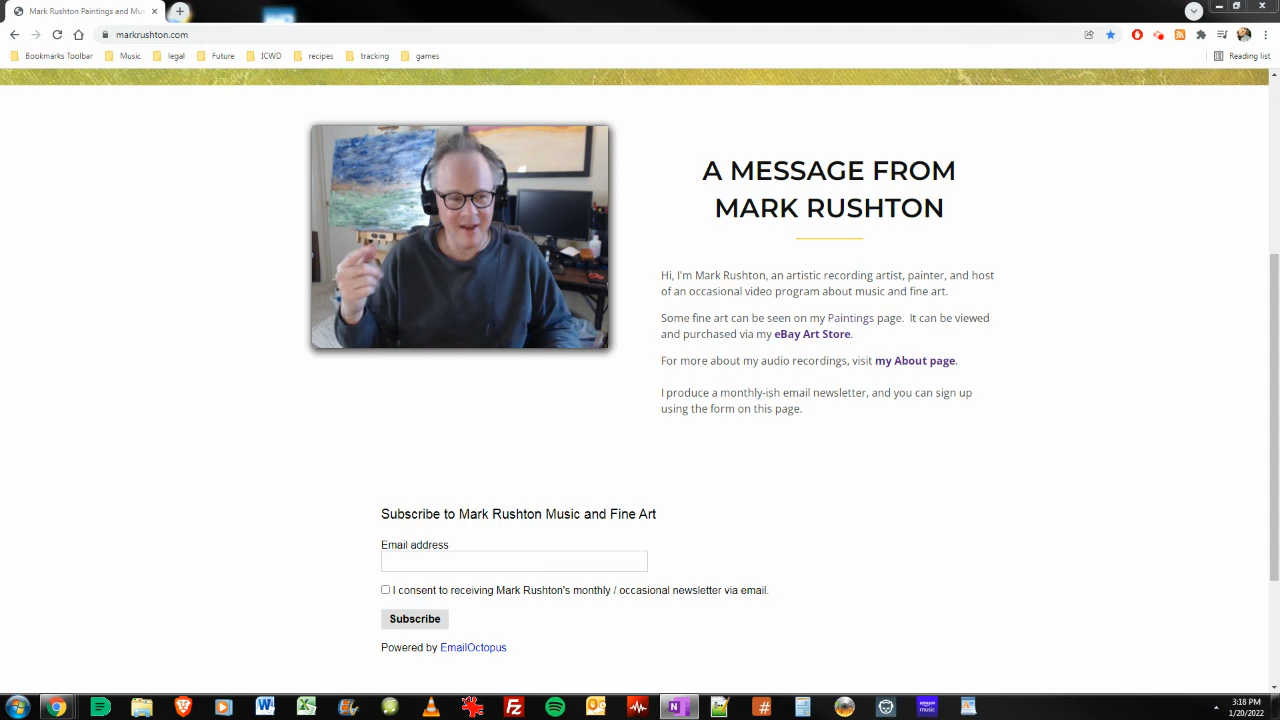 Mark Rushton Paintings and Mus
markrushton.com
Bookmarks Toolbar Music legal Future ICWD recipes tracking games Reading list
A MESSAGE FROM
MARK RUSHTON
Hi, I'm Mark Rushton, an artistic recording artist, painter, and host
of an occasional video program about music and fine art.
Some fine art can be seen on my Paintings page. It can be viewed
and purchased via my eBay Art Store.
For more about my audio recordings, visit my About page.
I produce a monthly-ish email newsletter, and you can sign up
using the form on this page.
Subscribe to Mark Rushton Music and Fine Art
Email address
I consent to receiving Mark Rushton's monthly / occasional newsletter via email.
Subscribe
Powered by EmailOctopus
3:18 PM
1/20/2022